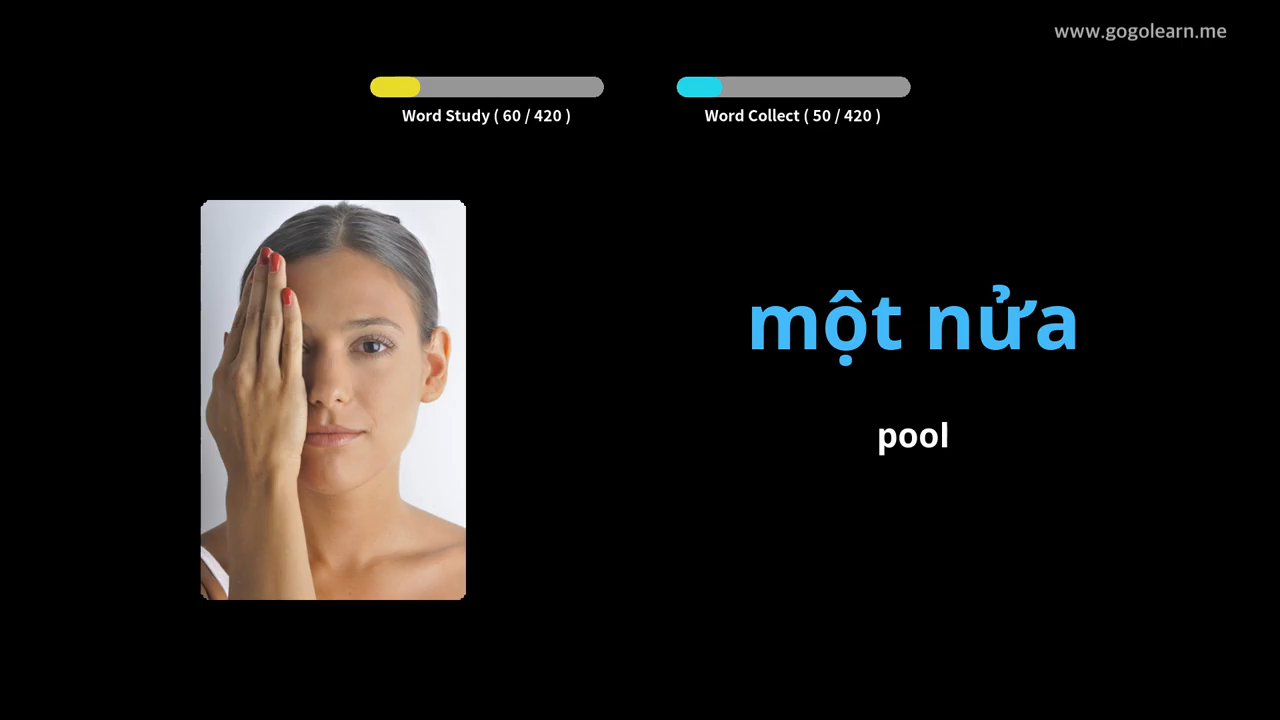 www.gogolearn.me
Word Study ( 60 / 420 )
Word Collect ( 50 / 420 )
một nửa
pool